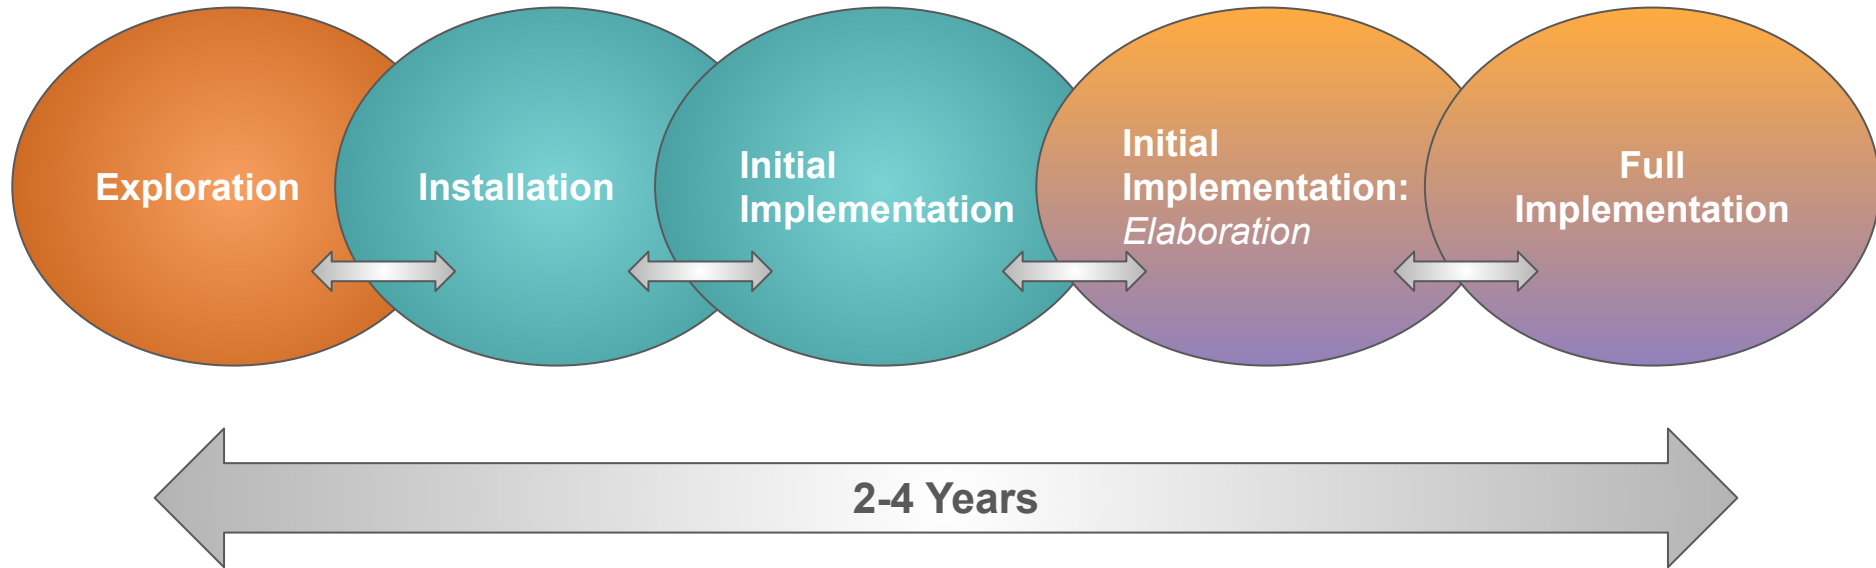 Exploration
Installation
Initial
Implementation
Initial
Implementation:
Elaboration
Full
Implementation
2-4 Years